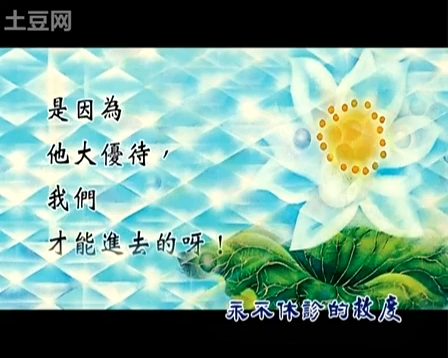 土豆网
是因為
他大優待，
我們
才能進去的呀！
永不休診的救度